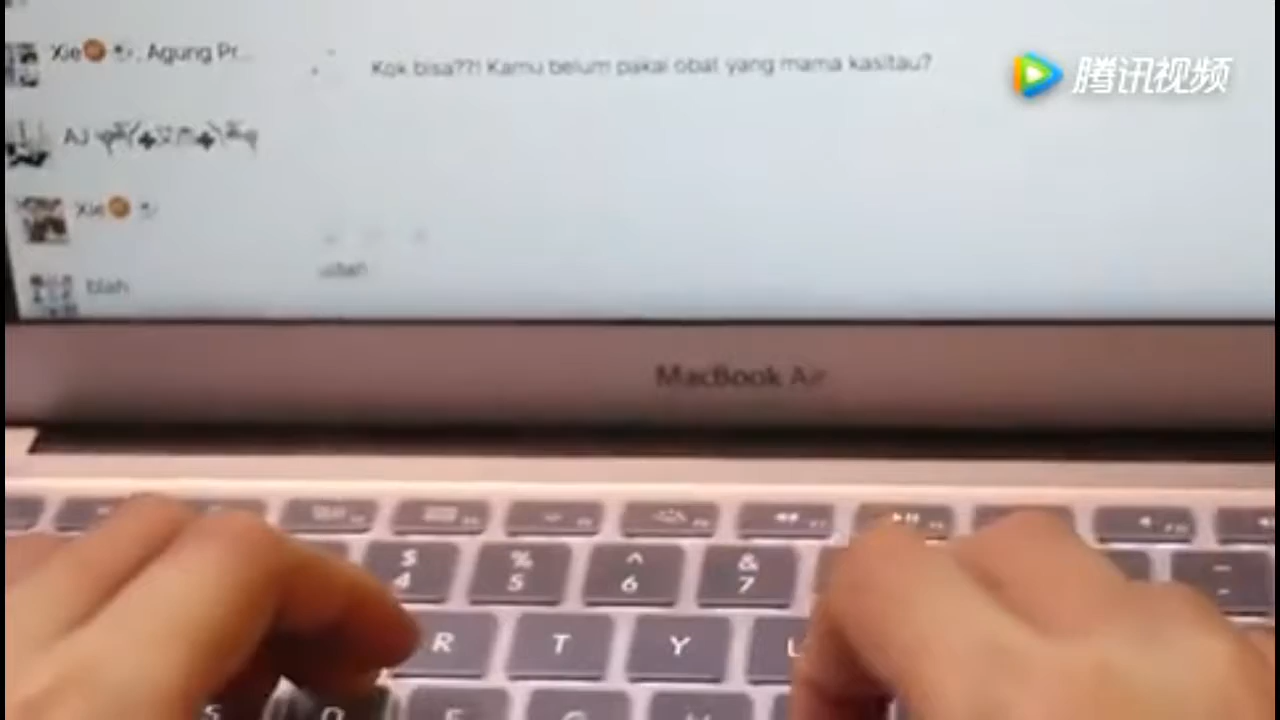 Xie, Agung Pr...
Kok bisa??! Kamu belum pakai obat yang mama kasitau?
腾讯视频
AJ
Xie
udah
blah
MacBook Air
$ % ^ &
4 5 6 7
R T Y U